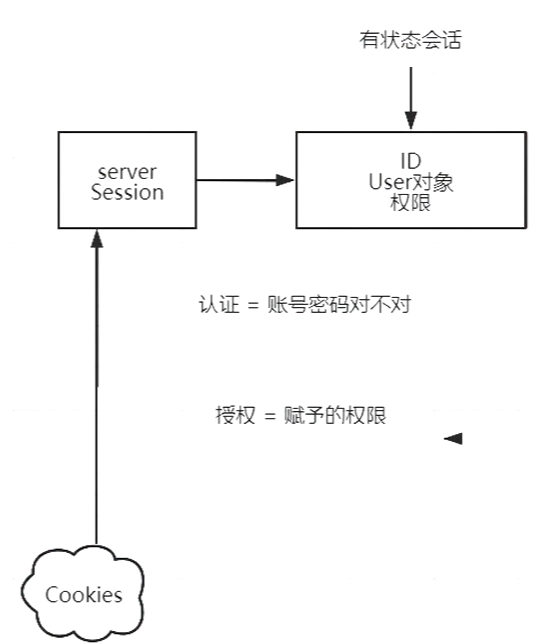 有状态会话
server
Session
ID
User对象
权限
认证 = 账号密码对不对
授权 = 赋予的权限
Cookies